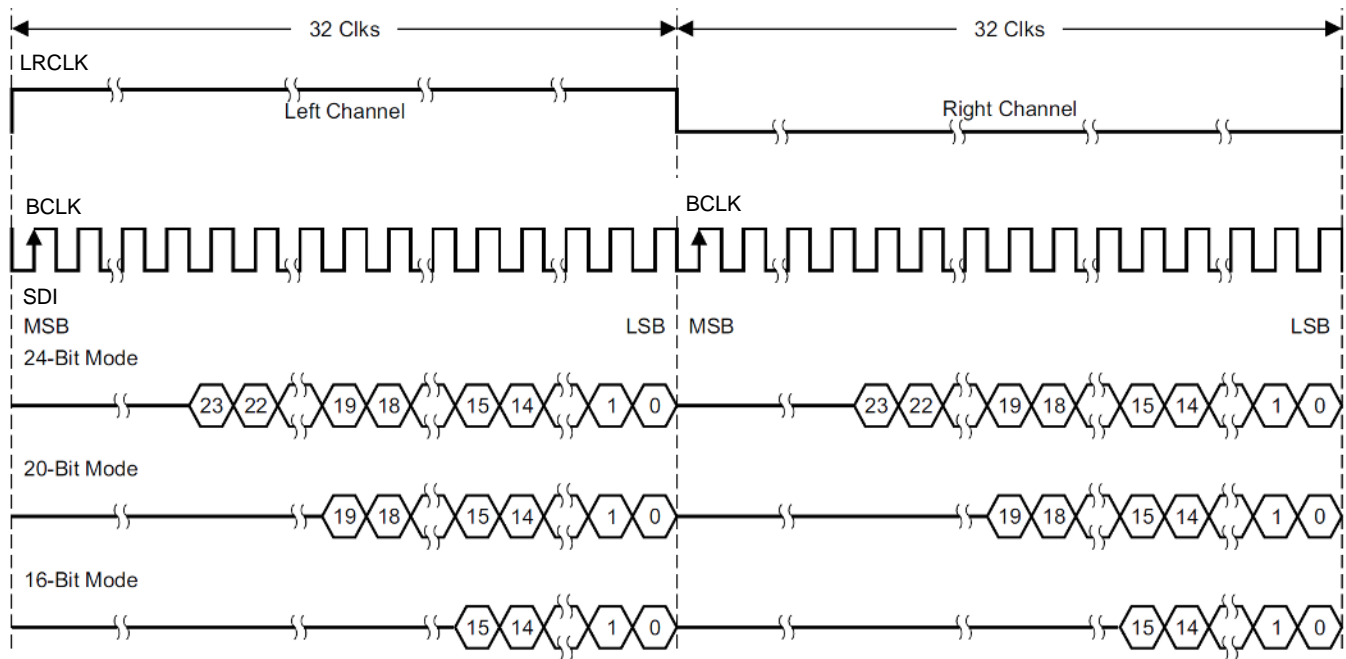 32 Clks 32 Clks
LRCLK
Left Channel Right Channel
BCLK BCLK
SDI
MSB LSB MSB LSB
24-Bit Mode
23 22 19 18 15 14 1 0 23 22 19 18 15 14 1 0
20-Bit Mode
19 18 15 14 1 0 19 18 15 14 1 0
16-Bit Mode
15 14 1 0 15 14 1 0